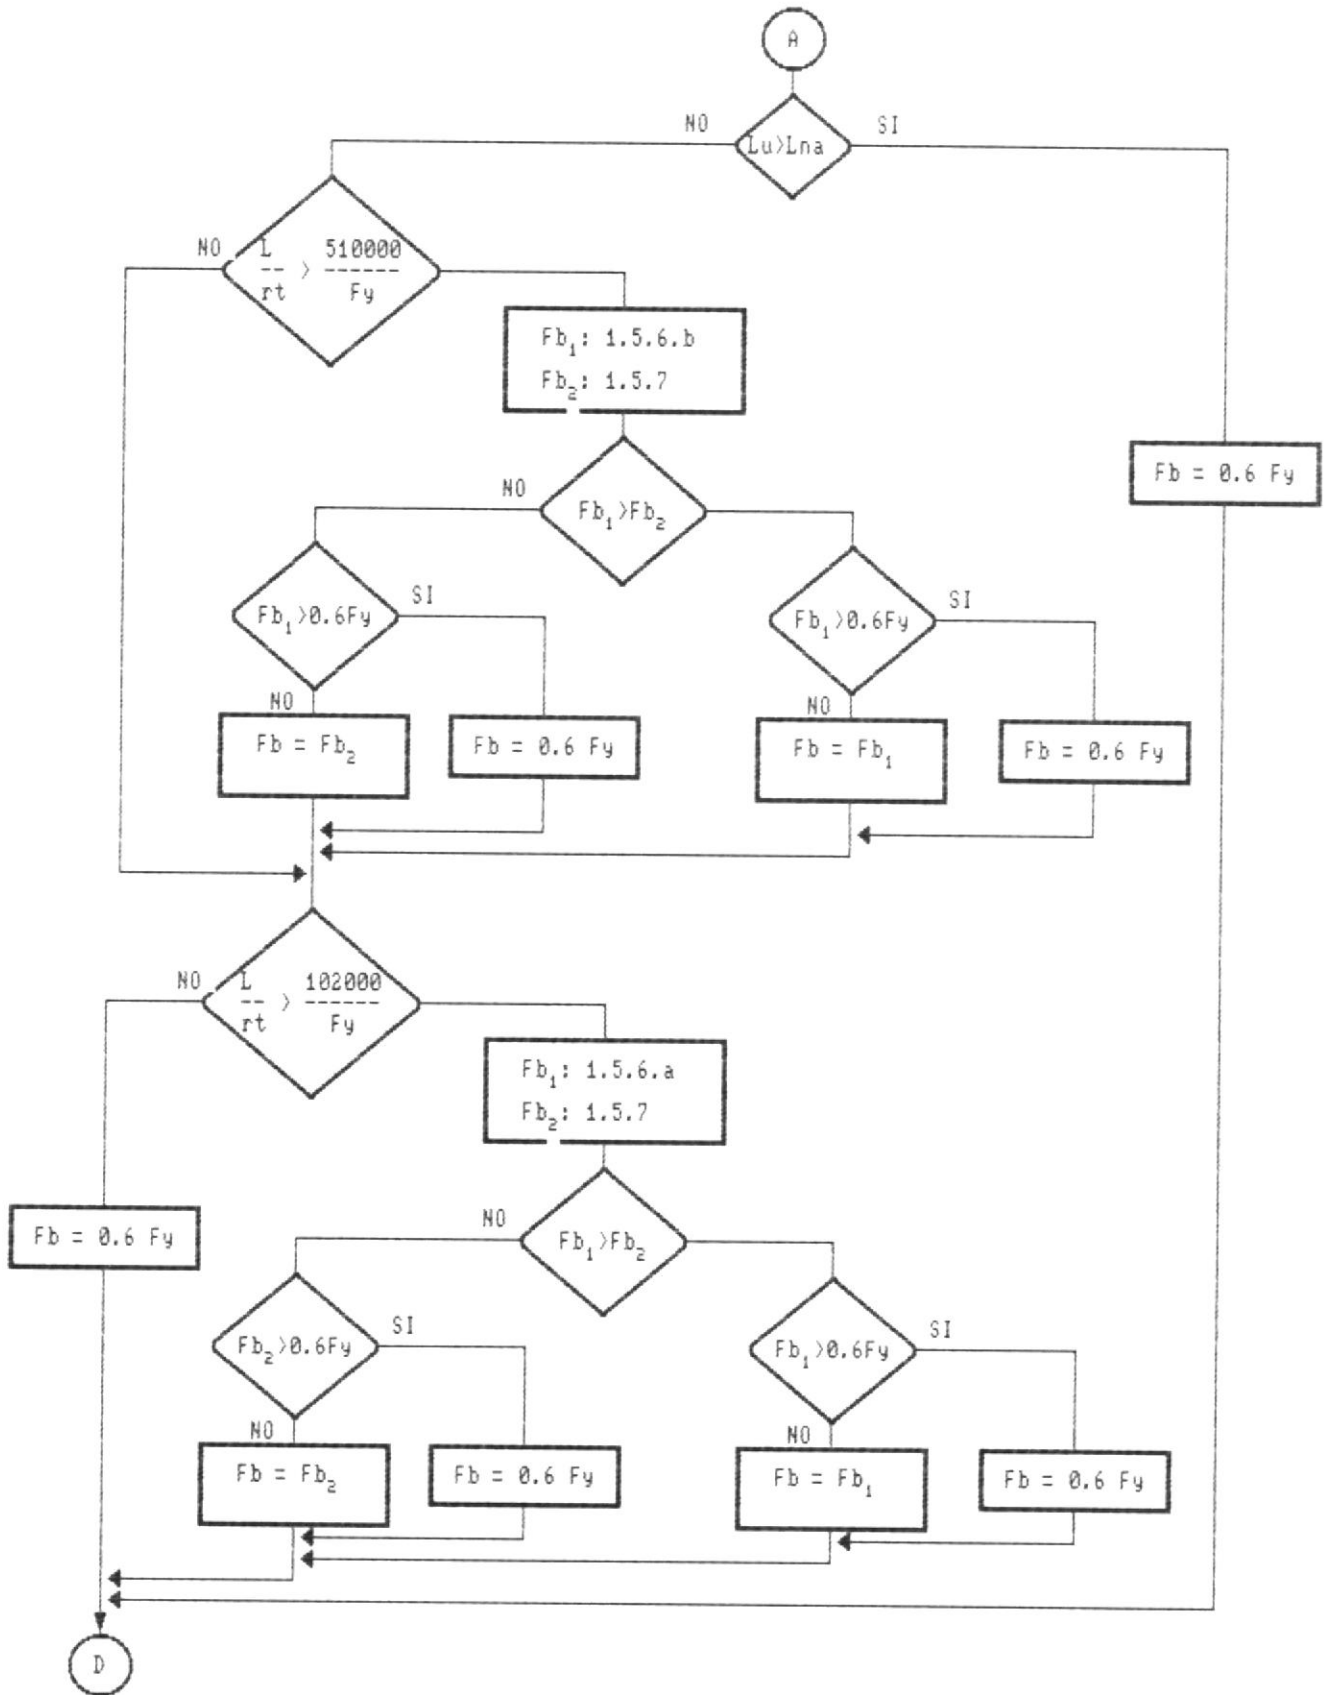 A
NO
Lu>Lna
SI
NO
L
--
rt
>
510000
------
Fy
Fb₁: 1.5.6.b
Fb₂: 1.5.7
NO
Fb₁>Fb₂
Fb = 0.6 Fy
Fb₁>0.6Fy
SI
Fb₁>0.6Fy
SI
NO
Fb = Fb₂
Fb = 0.6 Fy
NO
Fb = Fb₁
Fb = 0.6 Fy
NO
L
--
rt
>
102000
------
Fy
Fb₁: 1.5.6.a
Fb₂: 1.5.7
Fb = 0.6 Fy
NO
Fb₁>Fb₂
Fb₂>0.6Fy
SI
Fb₁>0.6Fy
SI
NO
Fb = Fb₂
Fb = 0.6 Fy
NO
Fb = Fb₁
Fb = 0.6 Fy
D